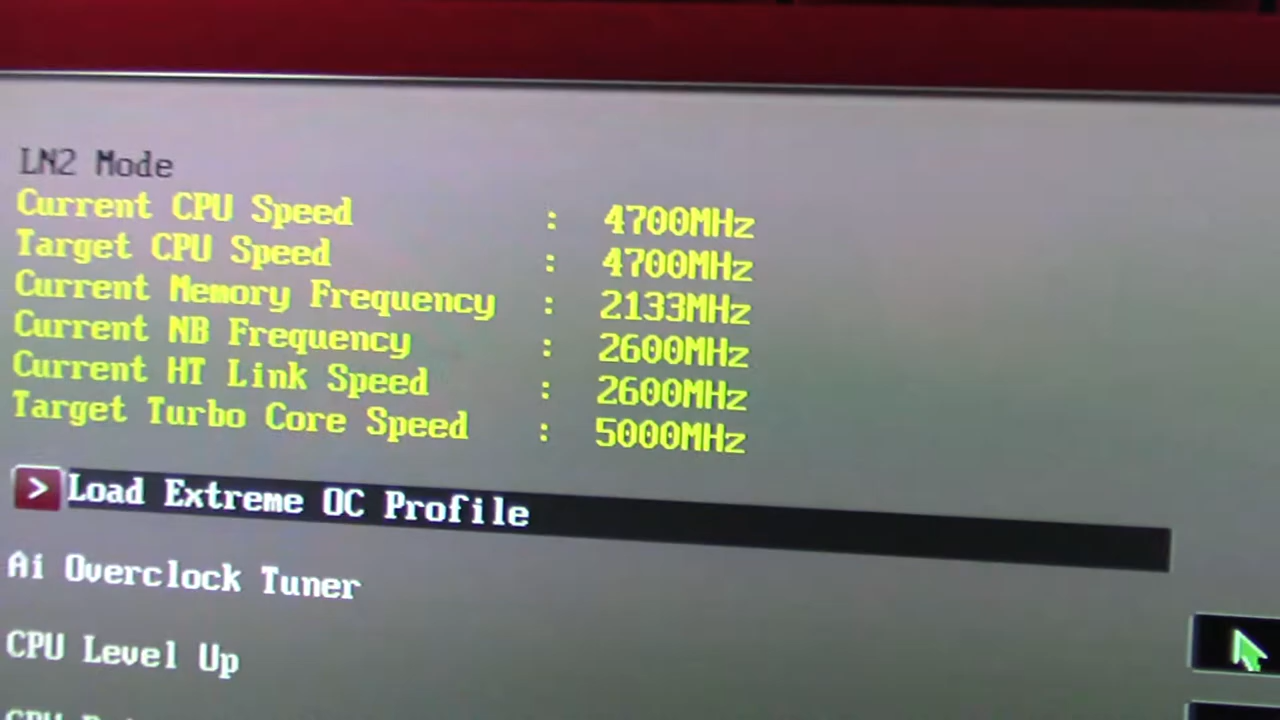 LN2 Mode
Current CPU Speed : 4700MHz
Target CPU Speed : 4700MHz
Current Memory Frequency : 2133MHz
Current NB Frequency : 2600MHz
Current HT Link Speed : 2600MHz
Target Turbo Core Speed : 5000MHz
> Load Extreme OC Profile
Ai Overclock Tuner
CPU Level Up
CPU